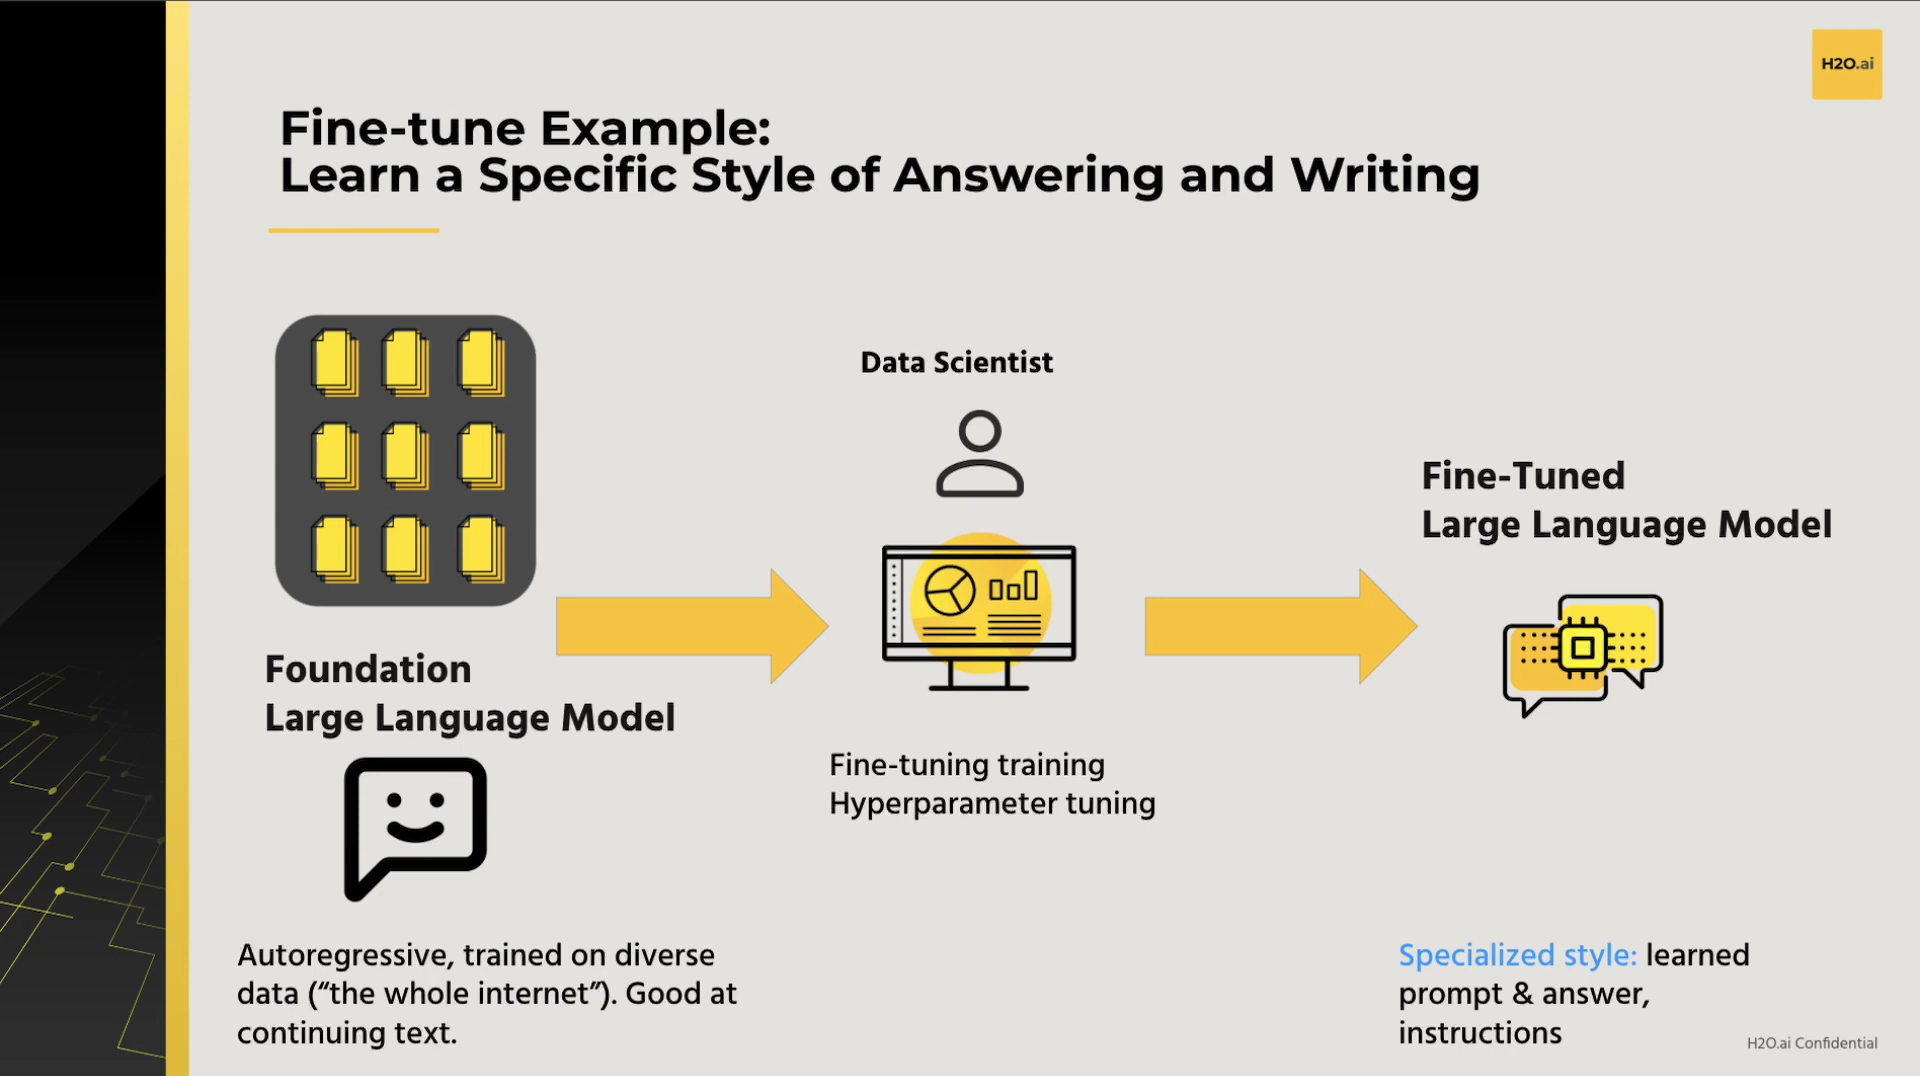 H2O.ai
Fine-tune Example:
Learn a Specific Style of Answering and Writing
Foundation
Large Language Model
Autoregressive, trained on diverse
data (“the whole internet”). Good at
continuing text.
Data Scientist
Fine-tuning training
Hyperparameter tuning
Fine-Tuned
Large Language Model
Specialized style: learned
prompt & answer,
instructions
H2O.ai Confidential